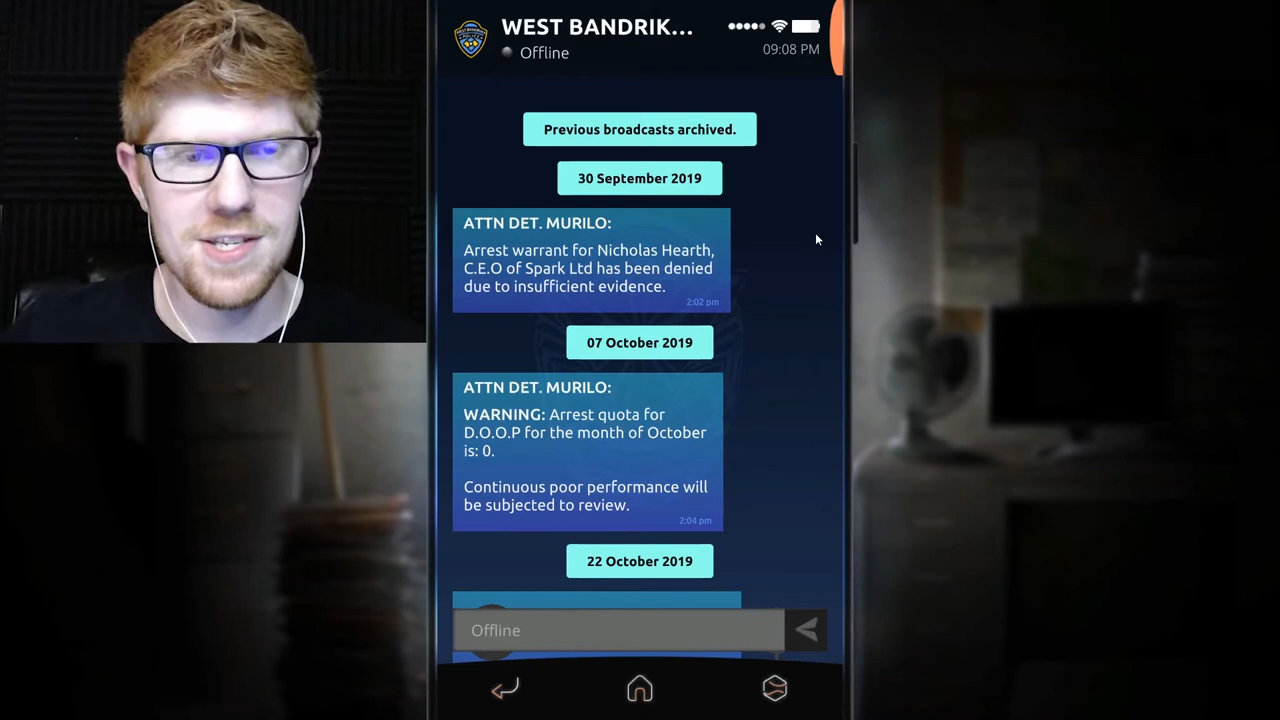 WEST BANDRIK...
09:08 PM
Offline
Previous broadcasts archived.
30 September 2019
ATTN DET. MURILO:
Arrest warrant for Nicholas Hearth,
C.E.O of Spark Ltd has been denied
due to insufficient evidence.
2:02 pm
07 October 2019
ATTN DET. MURILO:
WARNING: Arrest quota for
D.O.O.P for the month of October
is: 0.
Continuous poor performance will
be subjected to review.
2:04 pm
22 October 2019
Offline